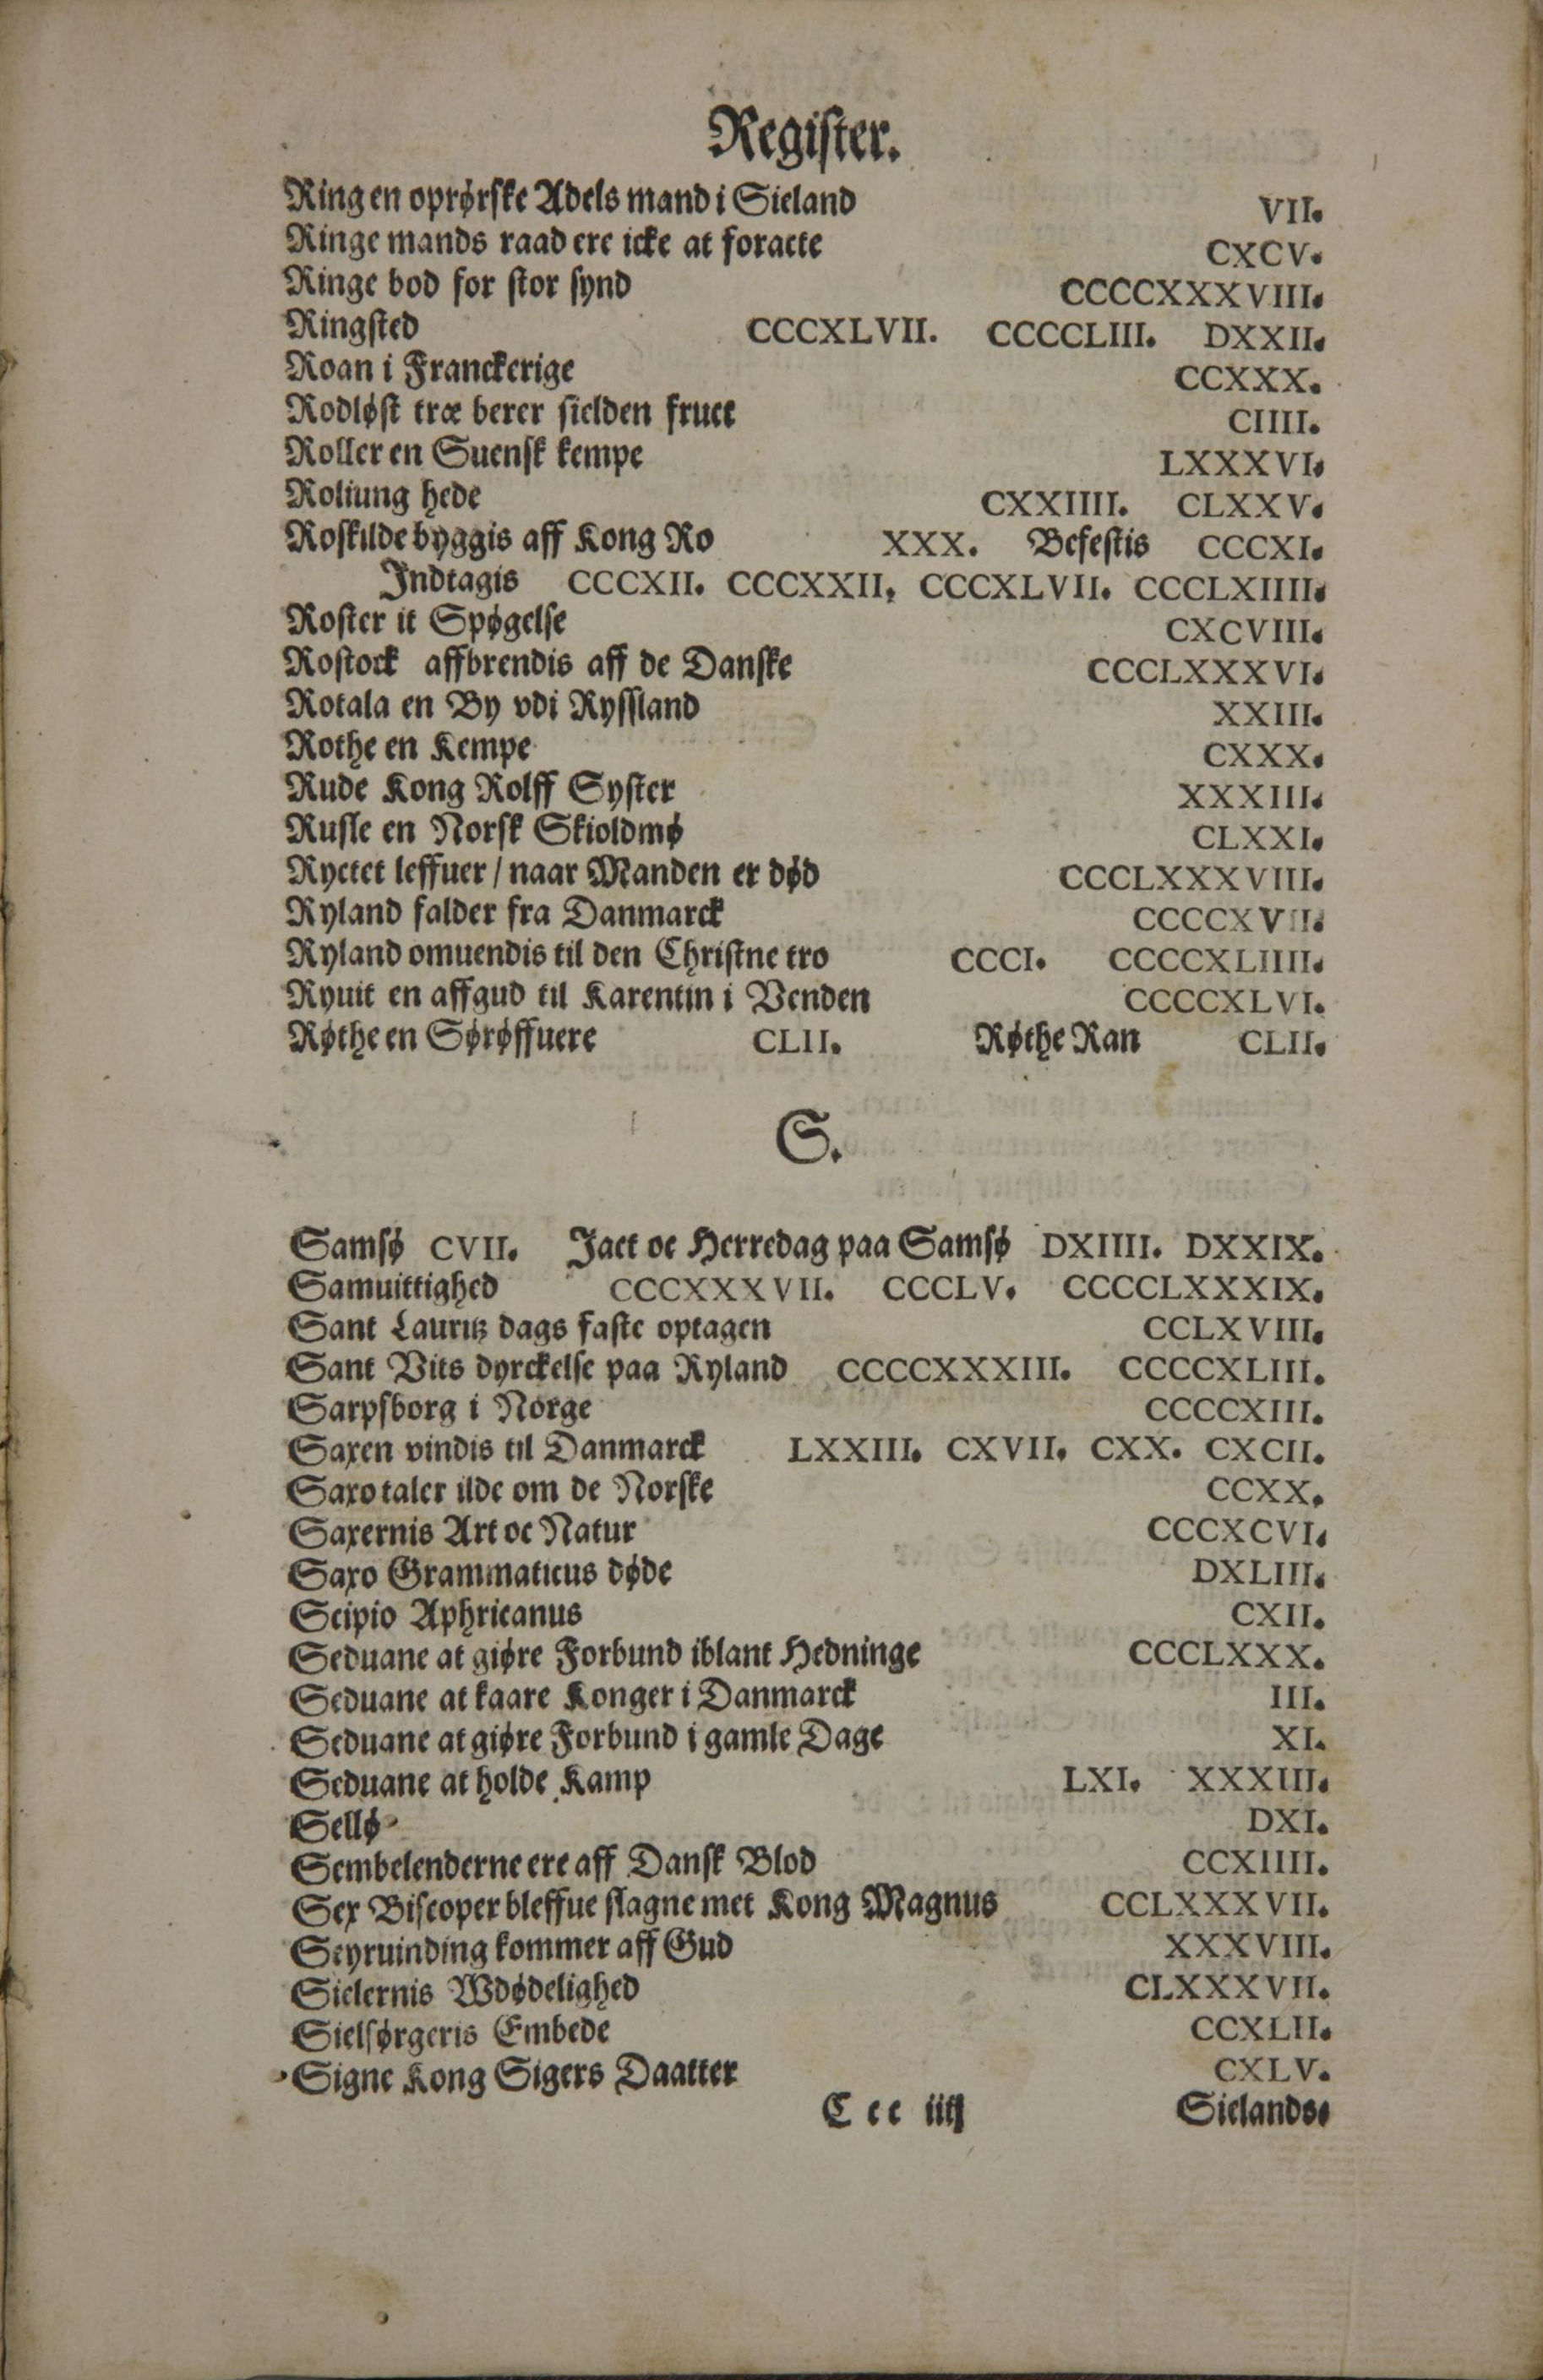 Register.
Ring en oprørske Adels mand i Sieland VII.
Ringe mands raad ere icke at foracte CXCV.
Ringe bod for stor synd CCCCXXXVIII.
Ringsted CCCXLVII. CCCCLIII. DXXII.
Roan i Franckerige CCXXX.
Rodløst træ berer sielden fruct CIIII.
Roller en Suensk kempe LXXXVI.
Roliung hede CXXIIII. CLXXV.
Roskilde byggis aff Kong Ro XXX. Befestis CCCXI.
Indtagis CCCXII. CCCXXII. CCCXLVII. CCCLXIIII.
Roster it Spøgelse CXCVIII.
Rostock affbrendis aff de Danske CCCLXXXVI.
Rotala en By vdi Ryssland XXIII.
Rothe en Kempe CXXX.
Rude Kong Rolff Syster XXXIII.
Rusle en Norsk Skioldmø CLXXI.
Ryctet leffuer / naar Manden er død CCCLXXXVIII.
Ryland falder fra Danmarck CCCCXVII.
Ryland omuendis til den Christne tro CCCI. CCCCXLIIII.
Ryuit en affgud til Karentin i Venden CCCCXLVI.
Røthe en Sørøffuere CLII. Røthe Ran CLII.
S.
Samsø CVII. Jact oc Herredag paa Samsø DXIIII. DXXIX.
Samuittighed CCCXXXVII. CCCLV. CCCCLXXXIX.
Sant Lauritz dags faste optagen CCLXVIII.
Sant Vits dyrckelse paa Ryland CCCCXXXIII. CCCCXLIII.
Sarpsborg i Norge CCCCXIII.
Saxen vindis til Danmarck LXXIII. CXVII. CXX. CXCII.
Saxo taler ilde om de Norske CCXX.
Saxernis Art oc Natur CCCXCVI.
Saxo Grammaticus døde DXLIII.
Scipio Aphricanus CXII.
Seduane at giøre Forbund iblant Hedninge CCCLXXX.
Seduane at kaare Konger i Danmarck III.
Seduane at giøre Forbund i gamle Dage XI.
Seduane at holde Kamp LXI. XXXIII.
Sellø DXI.
Sembelenderne ere aff Dansk Blod CCXIIII.
Sex Biscoper bleffue slagne met Kong Magnus CCLXXXVII.
Seyruinding kommer aff Gud XXXVIII.
Sielernis Wdødelighed CLXXXVII.
Sielsørgeris Embede CCXLII.
Signe Kong Sigers Daatter CXLV.
C cc iiij Sielands